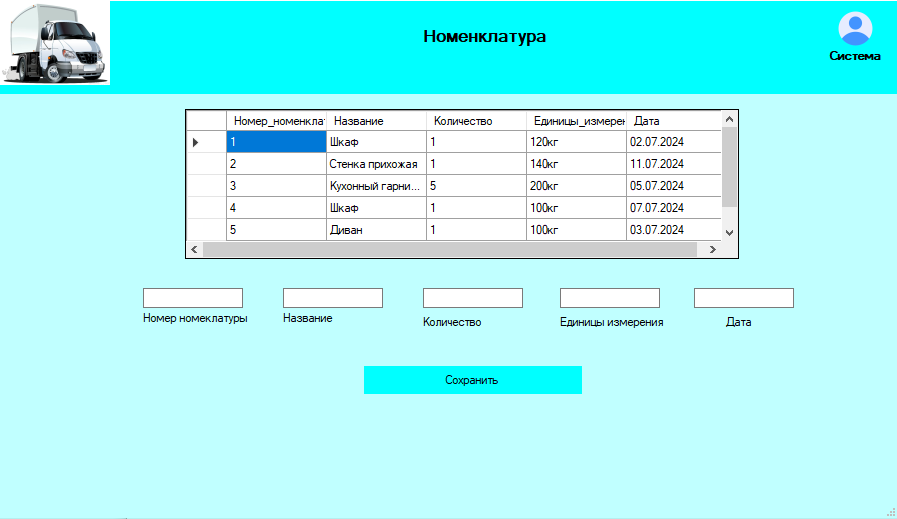 Номенклатура
Система
Номер_номенклат Название Количество Единицы_измерен Дата
1 Шкаф 1 120кг 02.07.2024
2 Стенка прихожая 1 140кг 11.07.2024
3 Кухонный гарни... 5 200кг 05.07.2024
4 Шкаф 1 100кг 07.07.2024
5 Диван 1 100кг 03.07.2024
Номер номеклатуры Название Количество Единицы измерения Дата
Сохранить